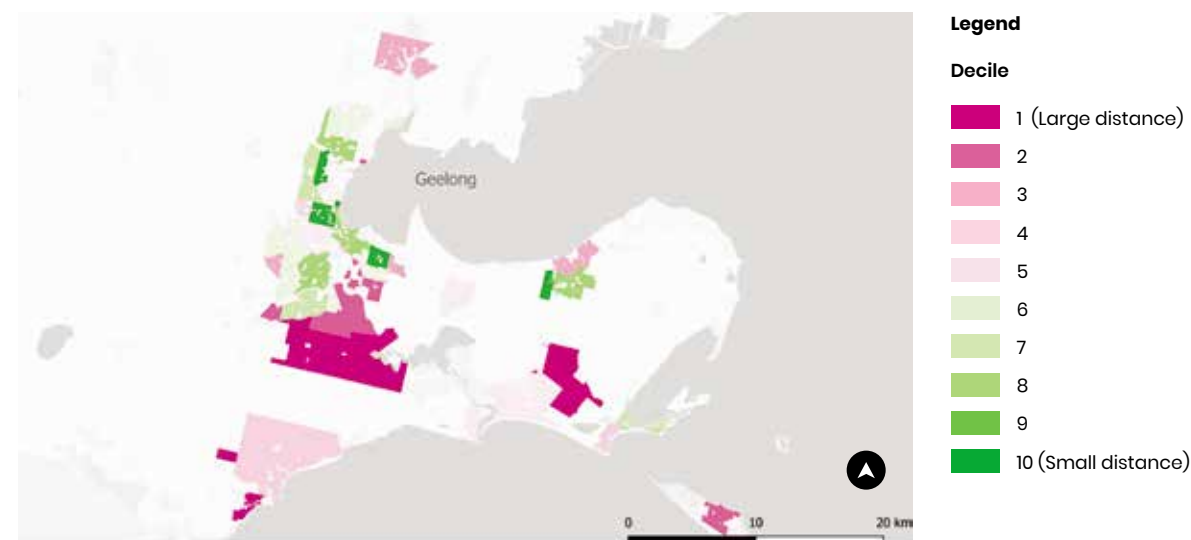 Geelong
0 10 20 km
Legend
Decile
1 (Large distance)
2
3
4
5
6
7
8
9
10 (Small distance)